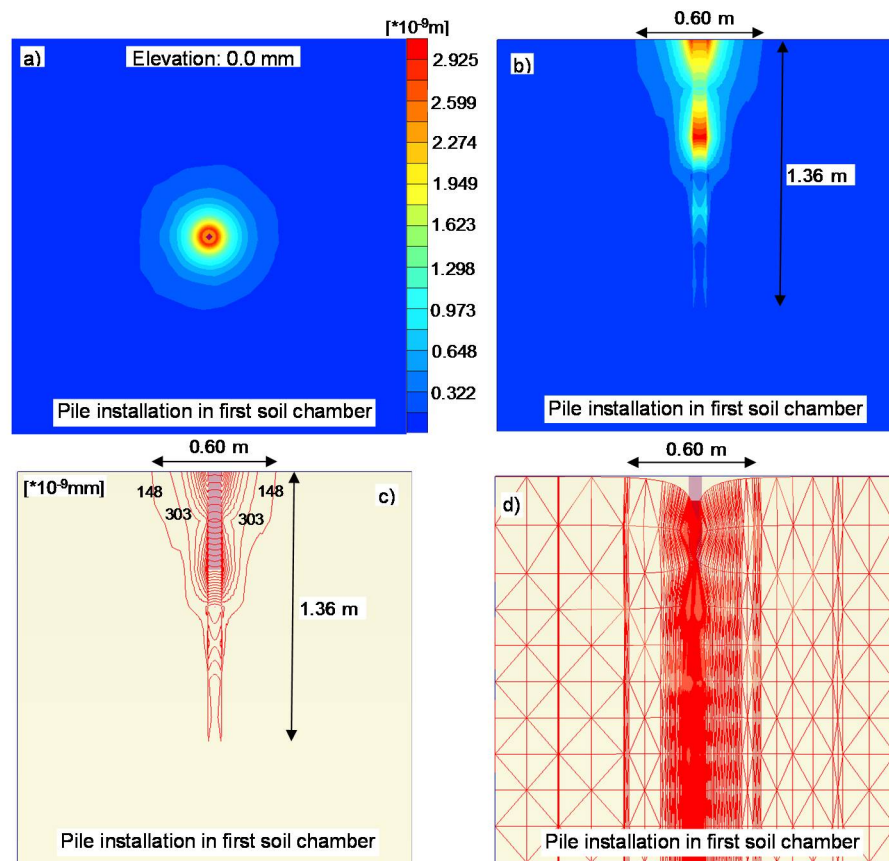 a)
Elevation: 0.0 mm
[*10-9m]
2.925
2.599
2.274
1.949
1.623
1.298
0.973
0.648
0.322
Pile installation in first soil chamber
0.60 m
b)
1.36 m
Pile installation in first soil chamber
0.60 m
[*10-9mm]
148
148
c)
303
303
1.36 m
Pile installation in first soil chamber
0.60 m
d)
Pile installation in first soil chamber